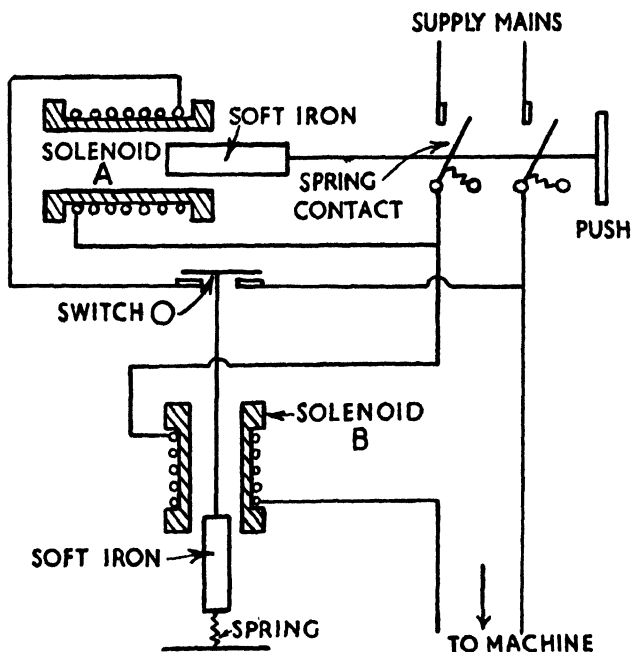 SUPPLY MAINS
SOFT IRON
SOLENOID
A
SPRING
CONTACT
PUSH
SWITCH
SOLENOID
B
SOFT IRON
SPRING
TO MACHINE